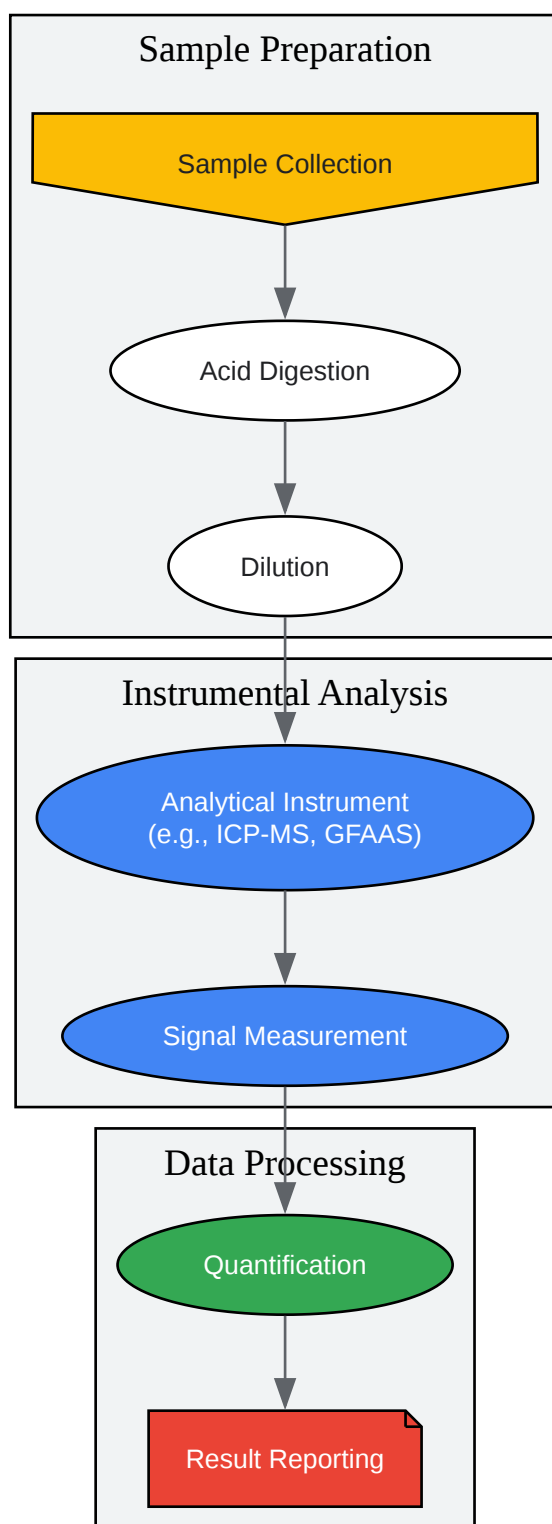 Sample Preparation
Sample Collection
Acid Digestion
Dilution
Instrumental Analysis
Analytical Instrument
(e.g., ICP-MS, GFAAS)
Signal Measurement
Data Processing
Quantification
Result Reporting